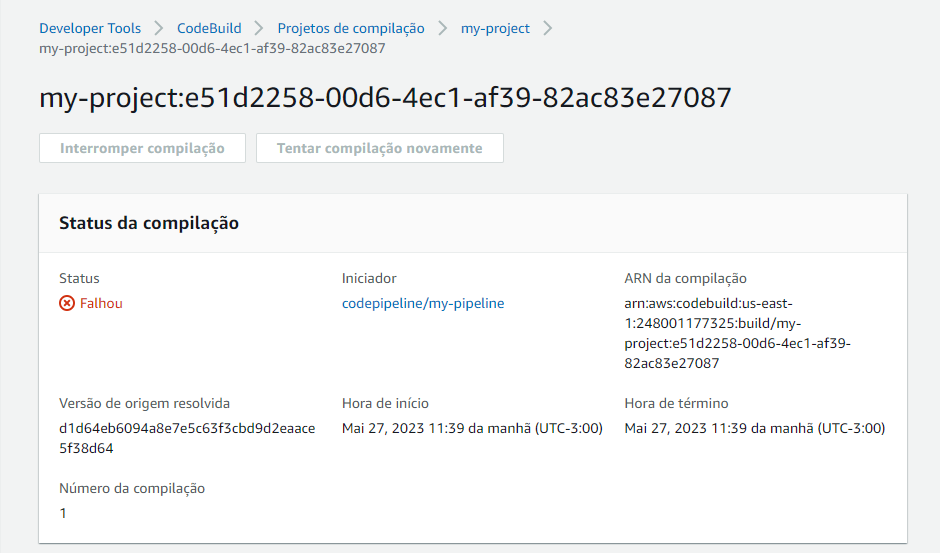 Developer Tools > CodeBuild > Projetos de compilação > my-project >
my-project:e51d2258-00d6-4ec1-af39-82ac83e27087
my-project:e51d2258-00d6-4ec1-af39-82ac83e27087
Interromper compilação Tentar compilação novamente
Status da compilação
Status Iniciador ARN da compilação
Falhou codepipeline/my-pipeline arn:aws:codebuild:us-east-
1:248001177325:build/my-
project:e51d2258-00d6-4ec1-af39-
82ac83e27087
Versão de origem resolvida Hora de início Hora de término
d1d64eb6094a8e7e5c63f3cbd9d2eaace Mai 27, 2023 11:39 da manhã (UTC-3:00) Mai 27, 2023 11:39 da manhã (UTC-3:00)
5f38d64
Número da compilação
1